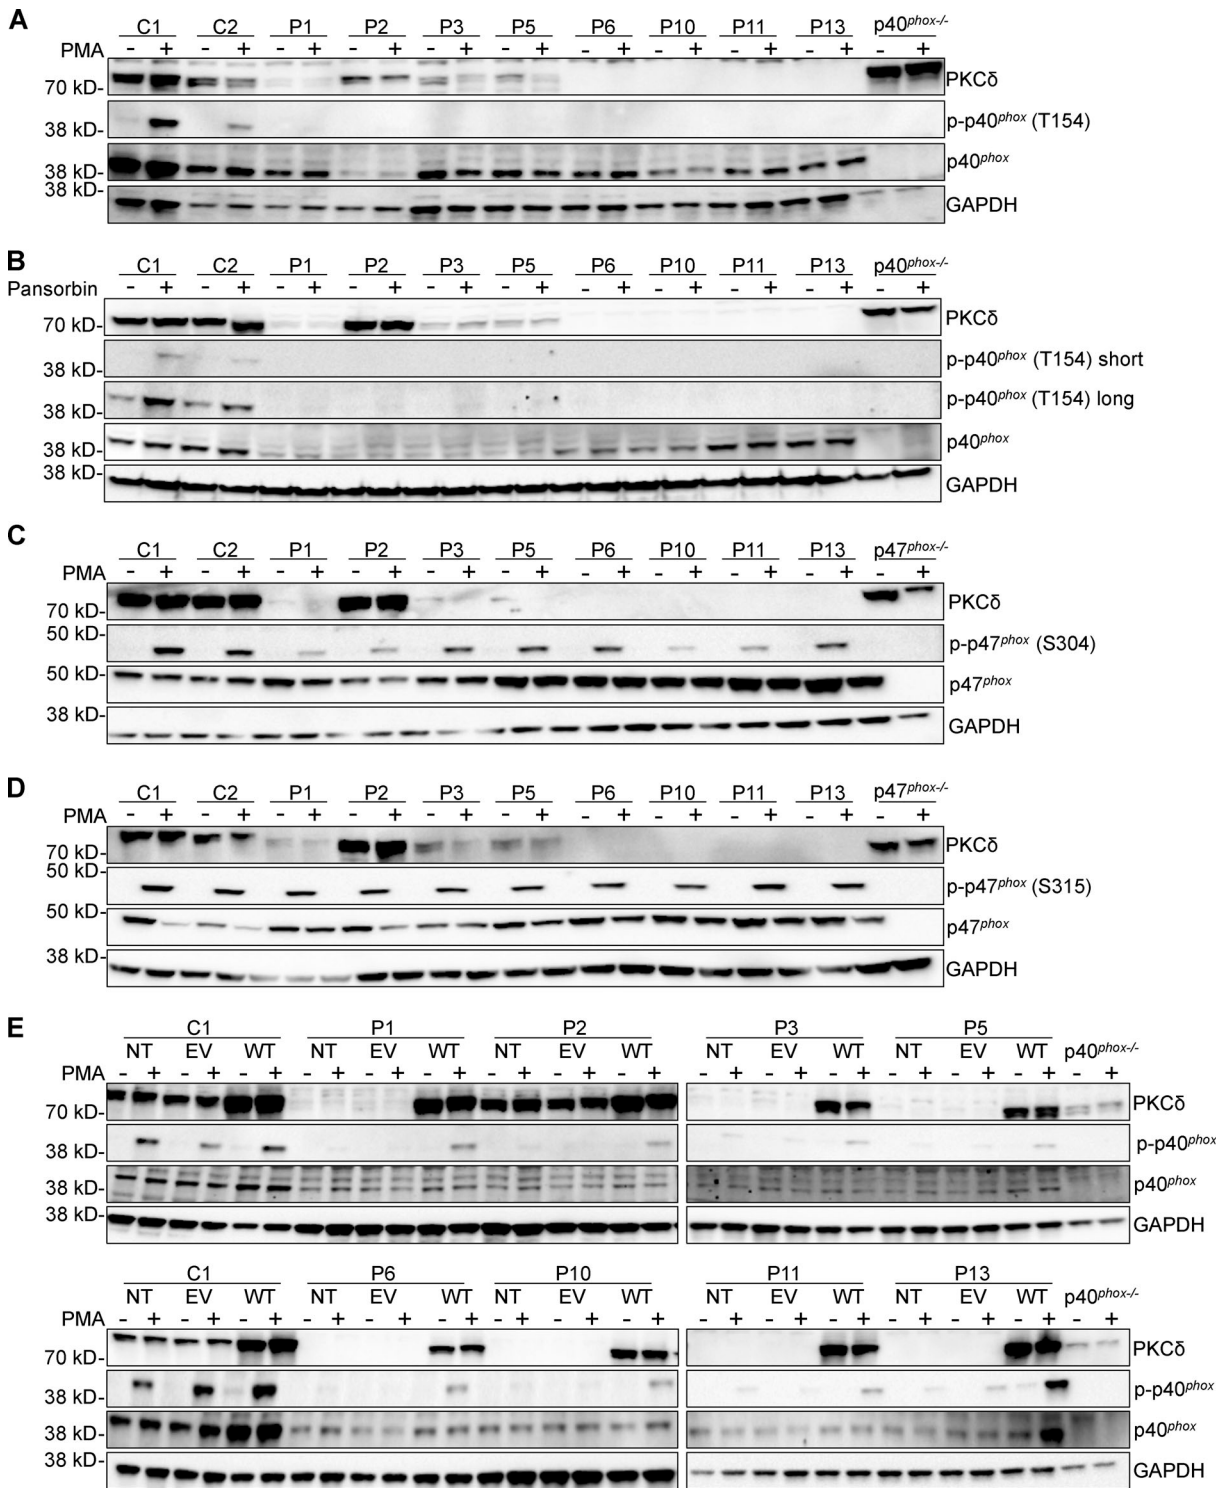 A
C1 C2 P1 P2 P3 P5 P6 P10 P11 P13 p40phox-/-
PMA - + - + - + - + - + - + - + - + - + - + - +
70 kD- PKCδ
38 kD- p-p40phox (T154)
38 kD- p40phox
38 kD- GAPDH
B
C1 C2 P1 P2 P3 P5 P6 P10 P11 P13 p40phox-/-
Pansorbin - + - + - + - + - + - + - + - + - + - + - +
70 kD- PKCδ
38 kD- p-p40phox (T154) short
38 kD- p-p40phox (T154) long
38 kD- p40phox
38 kD- GAPDH
C
C1 C2 P1 P2 P3 P5 P6 P10 P11 P13 p47phox-/-
PMA - + - + - + - + - + - + - + - + - + - + - +
70 kD- PKCδ
50 kD- p-p47phox (S304)
50 kD- p47phox
38 kD- GAPDH
D
C1 C2 P1 P2 P3 P5 P6 P10 P11 P13 p47phox-/-
PMA - + - + - + - + - + - + - + - + - + - + - +
70 kD- PKCδ
50 kD- p-p47phox (S315)
50 kD- p47phox
38 kD- GAPDH
E
C1 P1 P2 P3 P5
NT EV WT NT EV WT NT EV WT NT EV WT NT EV WT p40phox-/-
PMA - + - + - + - + - + - + - + - + - + - + - + - + - + - + - + - +
70 kD- PKCδ
38 kD- p-p40phox
38 kD- p40phox
38 kD- GAPDH
C1 P6 P10 P11 P13
NT EV WT NT EV WT NT EV WT NT EV WT NT EV WT p40phox-/-
PMA - + - + - + - + - + - + - + - + - + - + - + - + - + - + - + - +
70 kD- PKCδ
38 kD- p-p40phox
38 kD- p40phox
38 kD- GAPDH